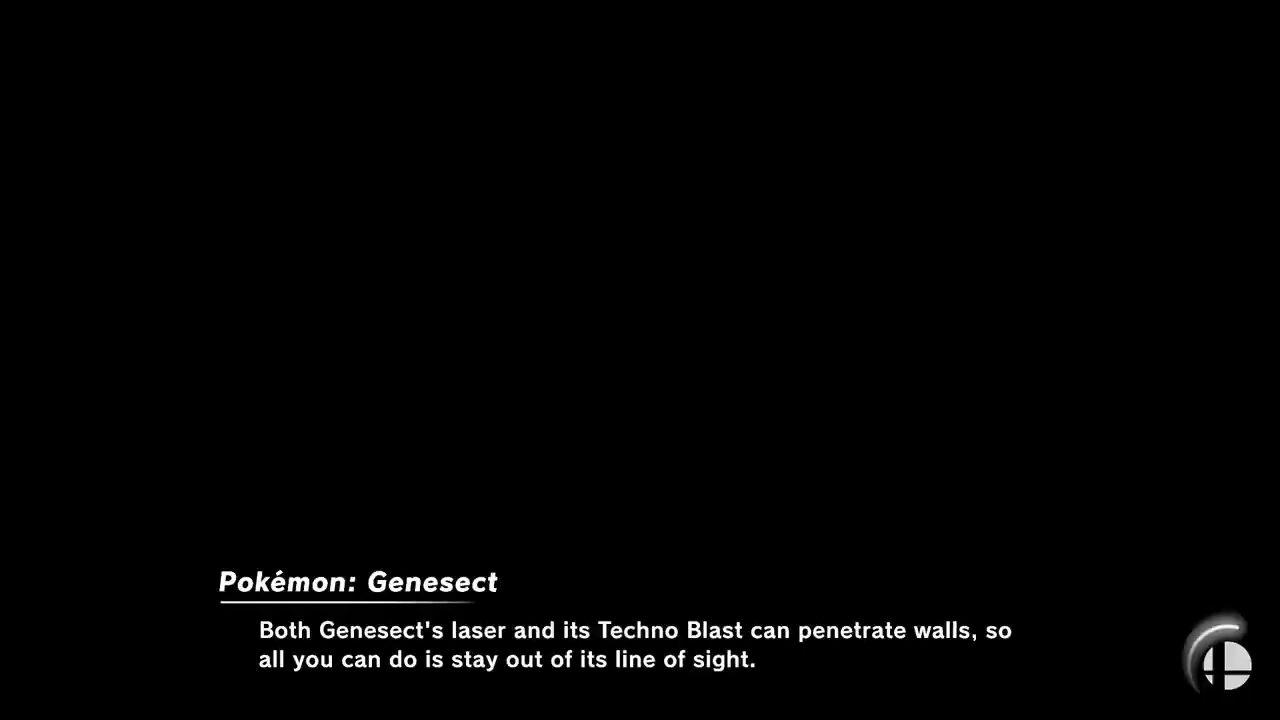 Pokémon: Genesect
Both Genesect's laser and its Techno Blast can penetrate walls, so
all you can do is stay out of its line of sight.